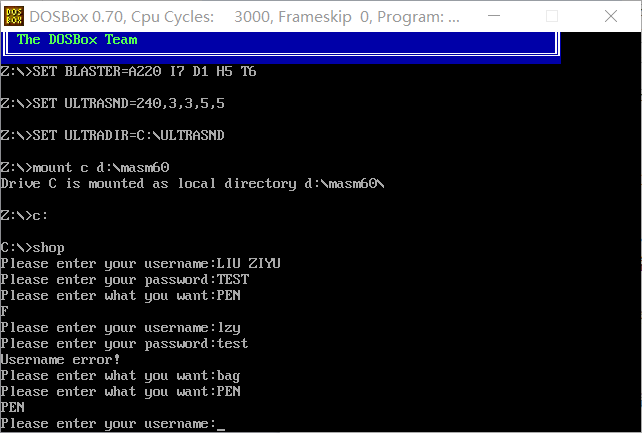 DOSBox 0.70, Cpu Cycles: 3000, Frameskip 0, Program: ...
DOS
BOX
The DOSBox Team
Z:\>SET BLASTER=A220 I7 D1 H5 T6
Z:\>SET ULTRASND=240,3,3,5,5
Z:\>SET ULTRADIR=C:\ULTRASND
Z:\>mount c d:\masm60
Drive C is mounted as local directory d:\masm60\
Z:\>c:
C:\>shop
Please enter your username:LIU ZIYU
Please enter your password:TEST
Please enter what you want:PEN
F
Please enter your username:lzy
Please enter your password:test
Username error!
Please enter what you want:bag
Please enter what you want:PEN
PEN
Please enter your username:_